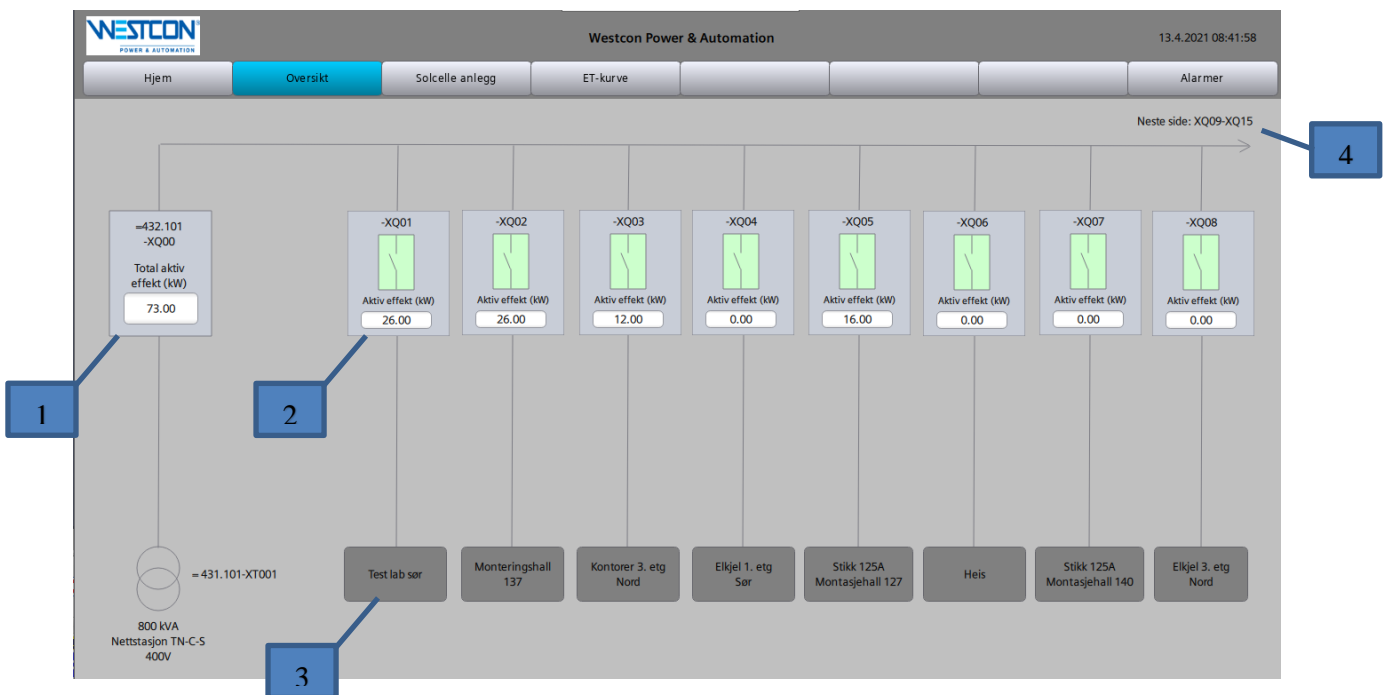 WESTCON
POWER & AUTOMATION
Westcon Power & Automation
13.4.2021 08:41:58
Hjem
Oversikt
Solcelle anlegg
ET-kurve
Alarmer
Neste side: XQ09-XQ15
4
=432.101
-XQ00
Total aktiv
effekt (kW)
73.00
-XQ01
Aktiv effekt (kW)
26.00
-XQ02
Aktiv effekt (kW)
26.00
-XQ03
Aktiv effekt (kW)
12.00
-XQ04
Aktiv effekt (kW)
0.00
-XQ05
Aktiv effekt (kW)
16.00
-XQ06
Aktiv effekt (kW)
0.00
-XQ07
Aktiv effekt (kW)
0.00
-XQ08
Aktiv effekt (kW)
0.00
1
2
= 431.101-XT001
800 kVA
Nettstasjon TN-C-S
400V
Test lab sør
Monteringshall
137
Kontorer 3. etg
Nord
Elkjel 1. etg
Sør
Stikk 125A
Montasjehall 127
Heis
Stikk 125A
Montasjehall 140
Elkjel 3. etg
Nord
3